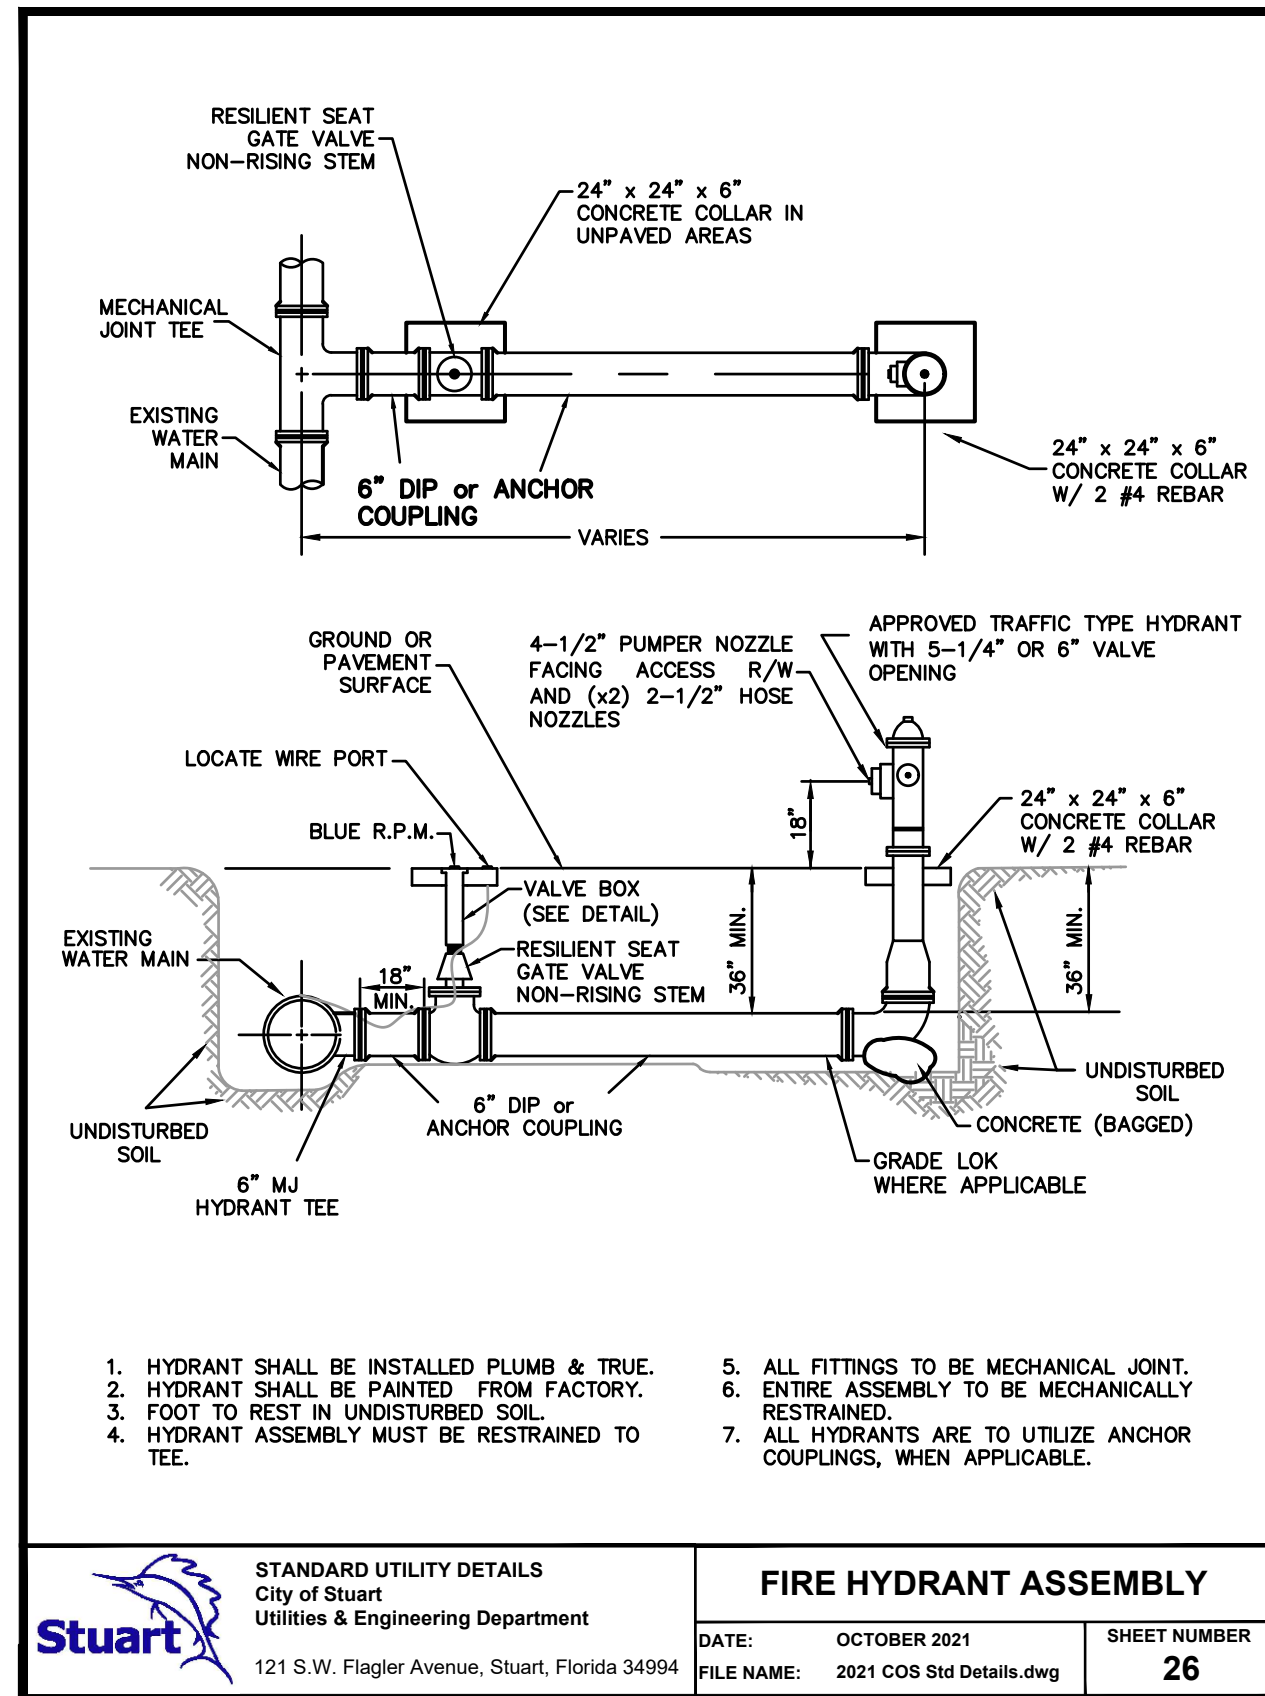 RESILIENT SEAT
GATE VALVE
NON-RISING STEM
24" x 24" x 6"
CONCRETE COLLAR IN
UNPAVED AREAS
MECHANICAL
JOINT TEE
EXISTING
WATER
MAIN
6" DIP or ANCHOR
COUPLING
24" x 24" x 6"
CONCRETE COLLAR
W/ 2 #4 REBAR
VARIES
GROUND OR
PAVEMENT
SURFACE
4-1/2" PUMPER NOZZLE
FACING ACCESS R/W
AND (x2) 2-1/2" HOSE
NOZZLES
APPROVED TRAFFIC TYPE HYDRANT
WITH 5-1/4" OR 6" VALVE
OPENING
LOCATE WIRE PORT
BLUE R.P.M.
18"
24" x 24" x 6"
CONCRETE COLLAR
W/ 2 #4 REBAR
VALVE BOX
(SEE DETAIL)
36" MIN.
36" MIN.
EXISTING
WATER MAIN
18"
MIN.
RESILIENT SEAT
GATE VALVE
NON-RISING STEM
UNDISTURBED
SOIL
6" DIP or
ANCHOR COUPLING
UNDISTURBED
SOIL
CONCRETE (BAGGED)
6" MJ
HYDRANT TEE
GRADE LOK
WHERE APPLICABLE
1. HYDRANT SHALL BE INSTALLED PLUMB & TRUE.
2. HYDRANT SHALL BE PAINTED FROM FACTORY.
3. FOOT TO REST IN UNDISTURBED SOIL.
4. HYDRANT ASSEMBLY MUST BE RESTRAINED TO
TEE.
5. ALL FITTINGS TO BE MECHANICAL JOINT.
6. ENTIRE ASSEMBLY TO BE MECHANICALLY
RESTRAINED.
7. ALL HYDRANTS ARE TO UTILIZE ANCHOR
COUPLINGS, WHEN APPLICABLE.
Stuart
STANDARD UTILITY DETAILS
City of Stuart
Utilities & Engineering Department
121 S.W. Flagler Avenue, Stuart, Florida 34994
FIRE HYDRANT ASSEMBLY
DATE: OCTOBER 2021
FILE NAME: 2021 COS Std Details.dwg
SHEET NUMBER
26